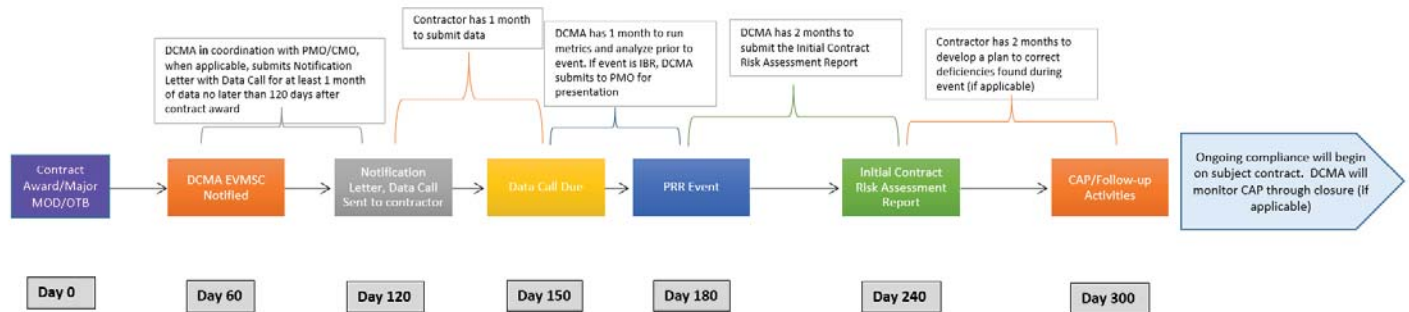 DCMA in coordination with PMO/CMO,
when applicable, submits Notification
Letter with Data Call for at least 1 month
of data no later than 120 days after
contract award
Contractor has 1 month
to submit data
DCMA has 1 month to run
metrics and analyze prior to
event. If event is IBR, DCMA
submits to PMO for
presentation
DCMA has 2 months to
submit the Initial Contract
Risk Assessment Report
Contractor has 2 months to
develop a plan to correct
deficiencies found during
event (if applicable)
Contract
Award/Major
MOD/OTB
DCMA EVMSC
Notified
Notification
Letter, Data Call
Sent to contractor
Data Call Due
PRR Event
Initial Contract
Risk Assessment
Report
CAP/Follow-up
Activities
Ongoing compliance will begin
on subject contract. DCMA will
monitor CAP through closure (if
applicable)
Day 0
Day 60
Day 120
Day 150
Day 180
Day 240
Day 300